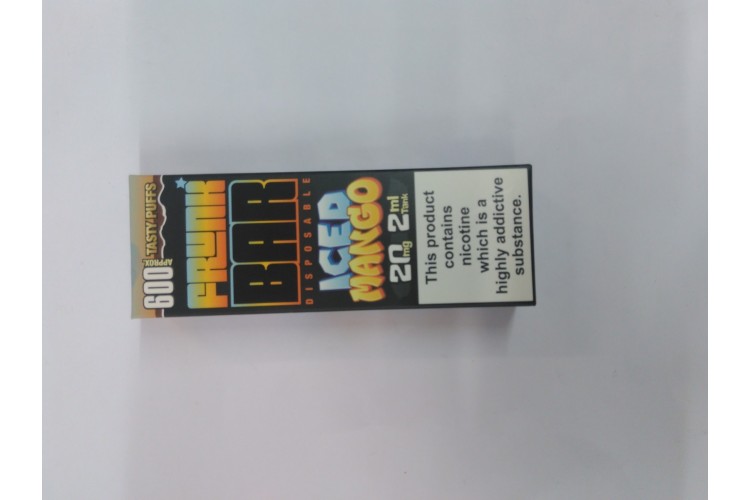 600
APPROX.
TASTY PUFFS
FRUNK
BAR
DISPOSABLE
ICED
MANGO
20mg 2ml
Tank
This product
contains
nicotine
which is a
highly addictive
substance.